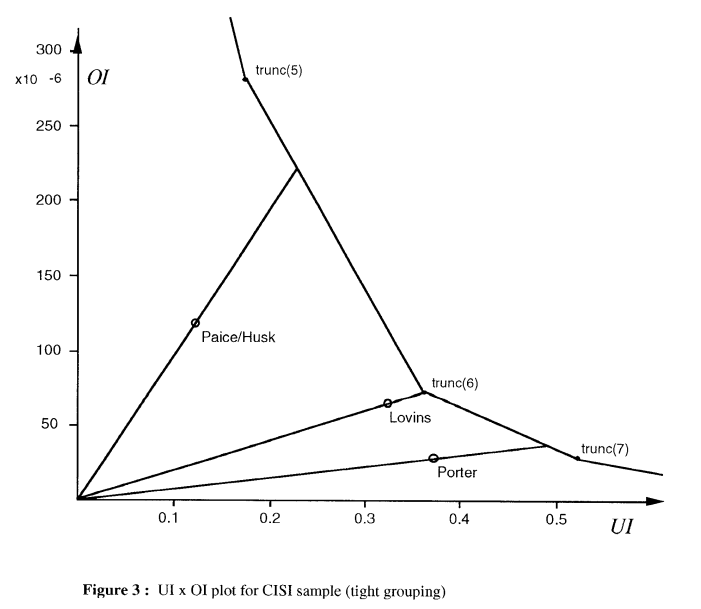 300
x10 -6 OI
trunc(5)
250
200
150
Paice/Husk
100
trunc(6)
Lovins
50
trunc(7)
Porter
0.1 0.2 0.3 0.4 0.5
UI
Figure 3 : UI x OI plot for CISI sample (tight grouping)